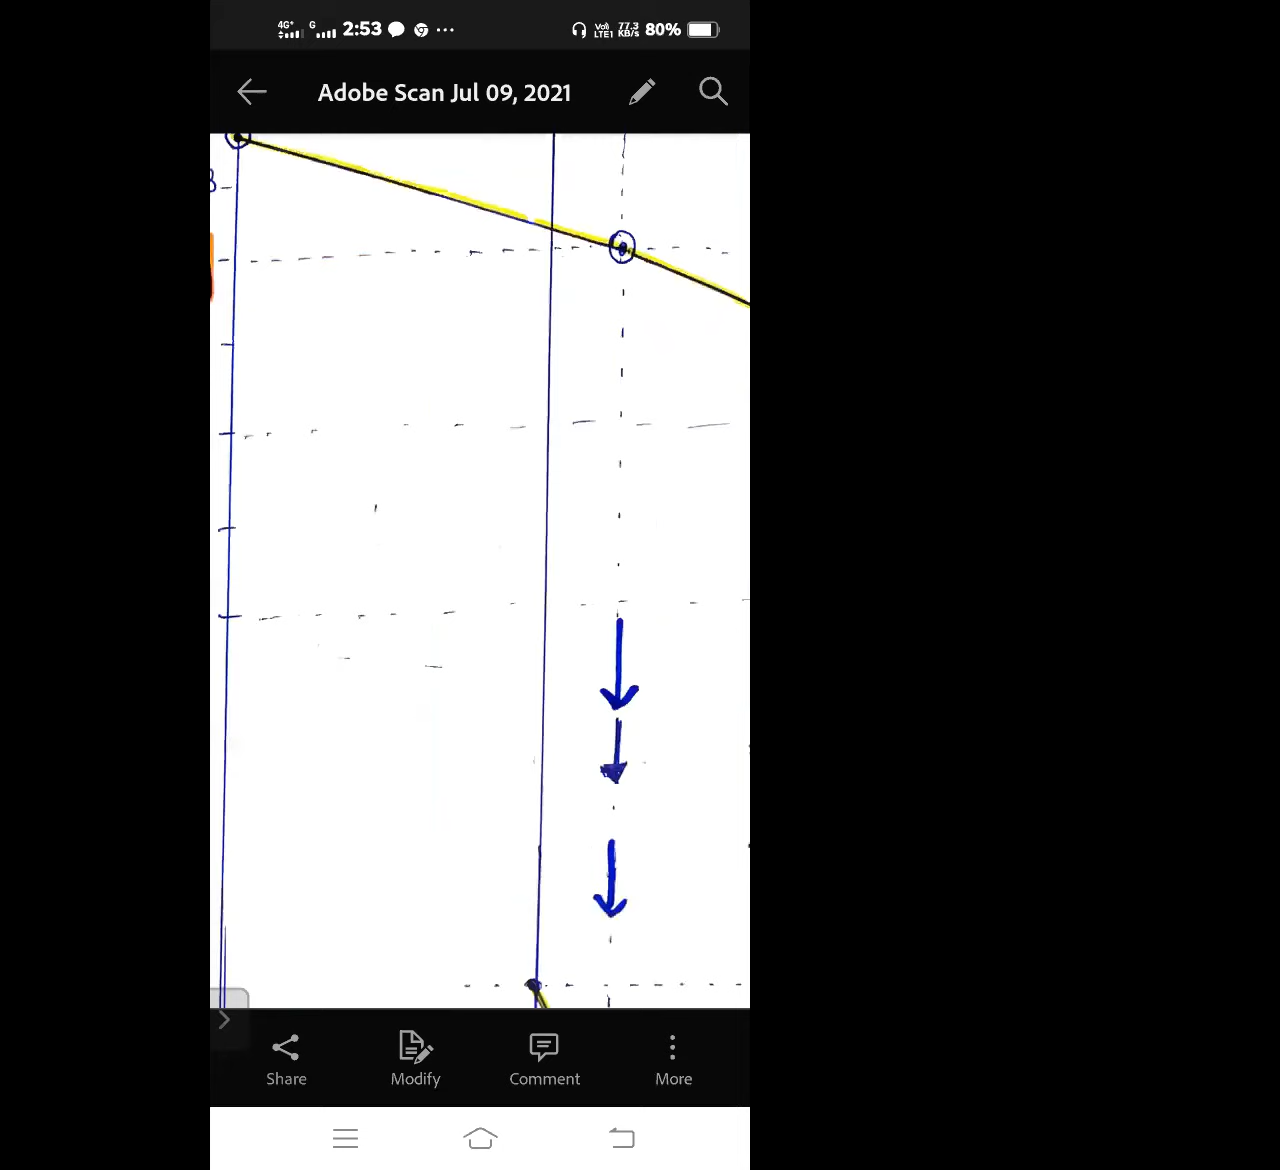 4G+ G 2:53 Vo) LTE1 77.3 KB/S 80%
Adobe Scan Jul 09, 2021
Share Modify Comment More